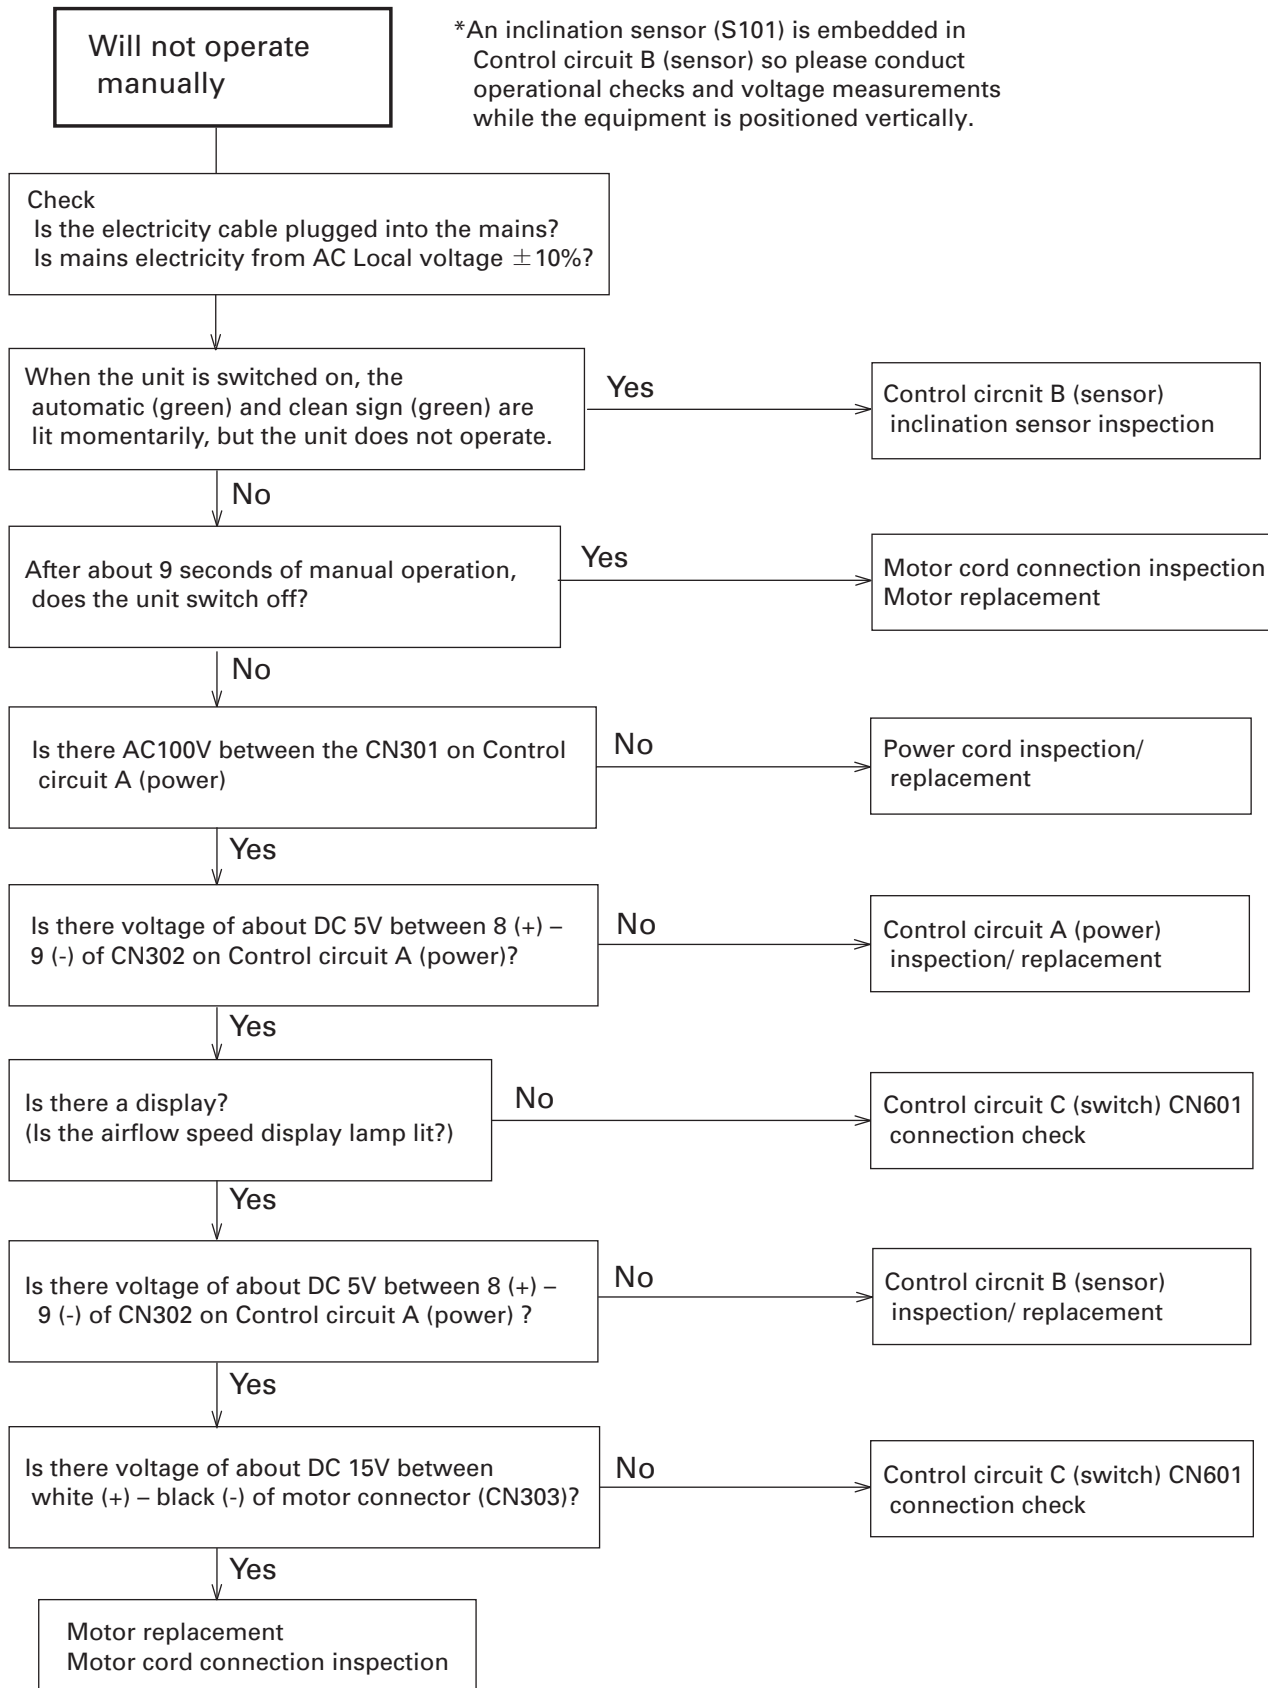 Will not operate
manually
*An inclination sensor (S101) is embedded in
Control circuit B (sensor) so please conduct
operational checks and voltage measurements
while the equipment is positioned vertically.
Check
Is the electricity cable plugged into the mains?
Is mains electricity from AC Local voltage ±10%?
When the unit is switched on, the
automatic (green) and clean sign (green) are
lit momentarily, but the unit does not operate.
Yes
Control circnit B (sensor)
inclination sensor inspection
No
After about 9 seconds of manual operation,
does the unit switch off?
Yes
Motor cord connection inspection
Motor replacement
No
Is there AC100V between the CN301 on Control
circuit A (power)
No
Power cord inspection/
replacement
Yes
Is there voltage of about DC 5V between 8 (+) –
9 (-) of CN302 on Control circuit A (power)?
No
Control circuit A (power)
inspection/ replacement
Yes
Is there a display?
(Is the airflow speed display lamp lit?)
No
Control circuit C (switch) CN601
connection check
Yes
Is there voltage of about DC 5V between 8 (+) –
9 (-) of CN302 on Control circuit A (power) ?
No
Control circnit B (sensor)
inspection/ replacement
Yes
Is there voltage of about DC 15V between
white (+) – black (-) of motor connector (CN303)?
No
Control circuit C (switch) CN601
connection check
Yes
Motor replacement
Motor cord connection inspection